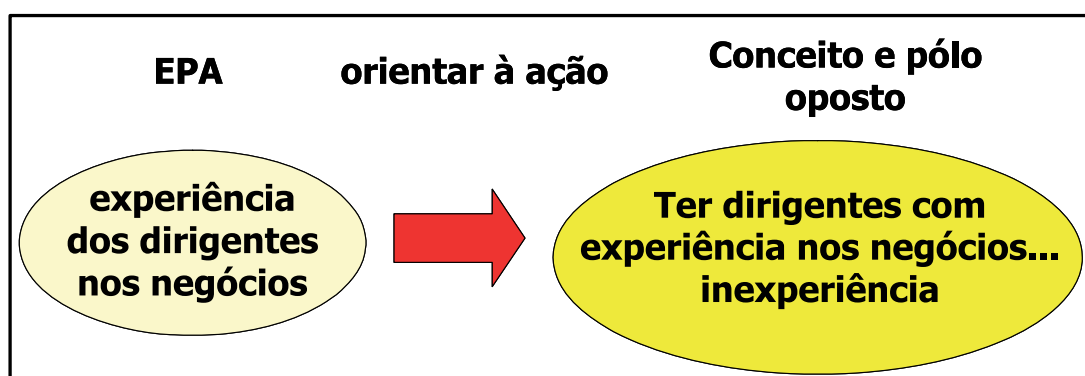 EPA
orientar à ação
Conceito e pólo
oposto
experiência
dos dirigentes
nos negócios
Ter dirigentes com
experiência nos negócios...
inexperiência